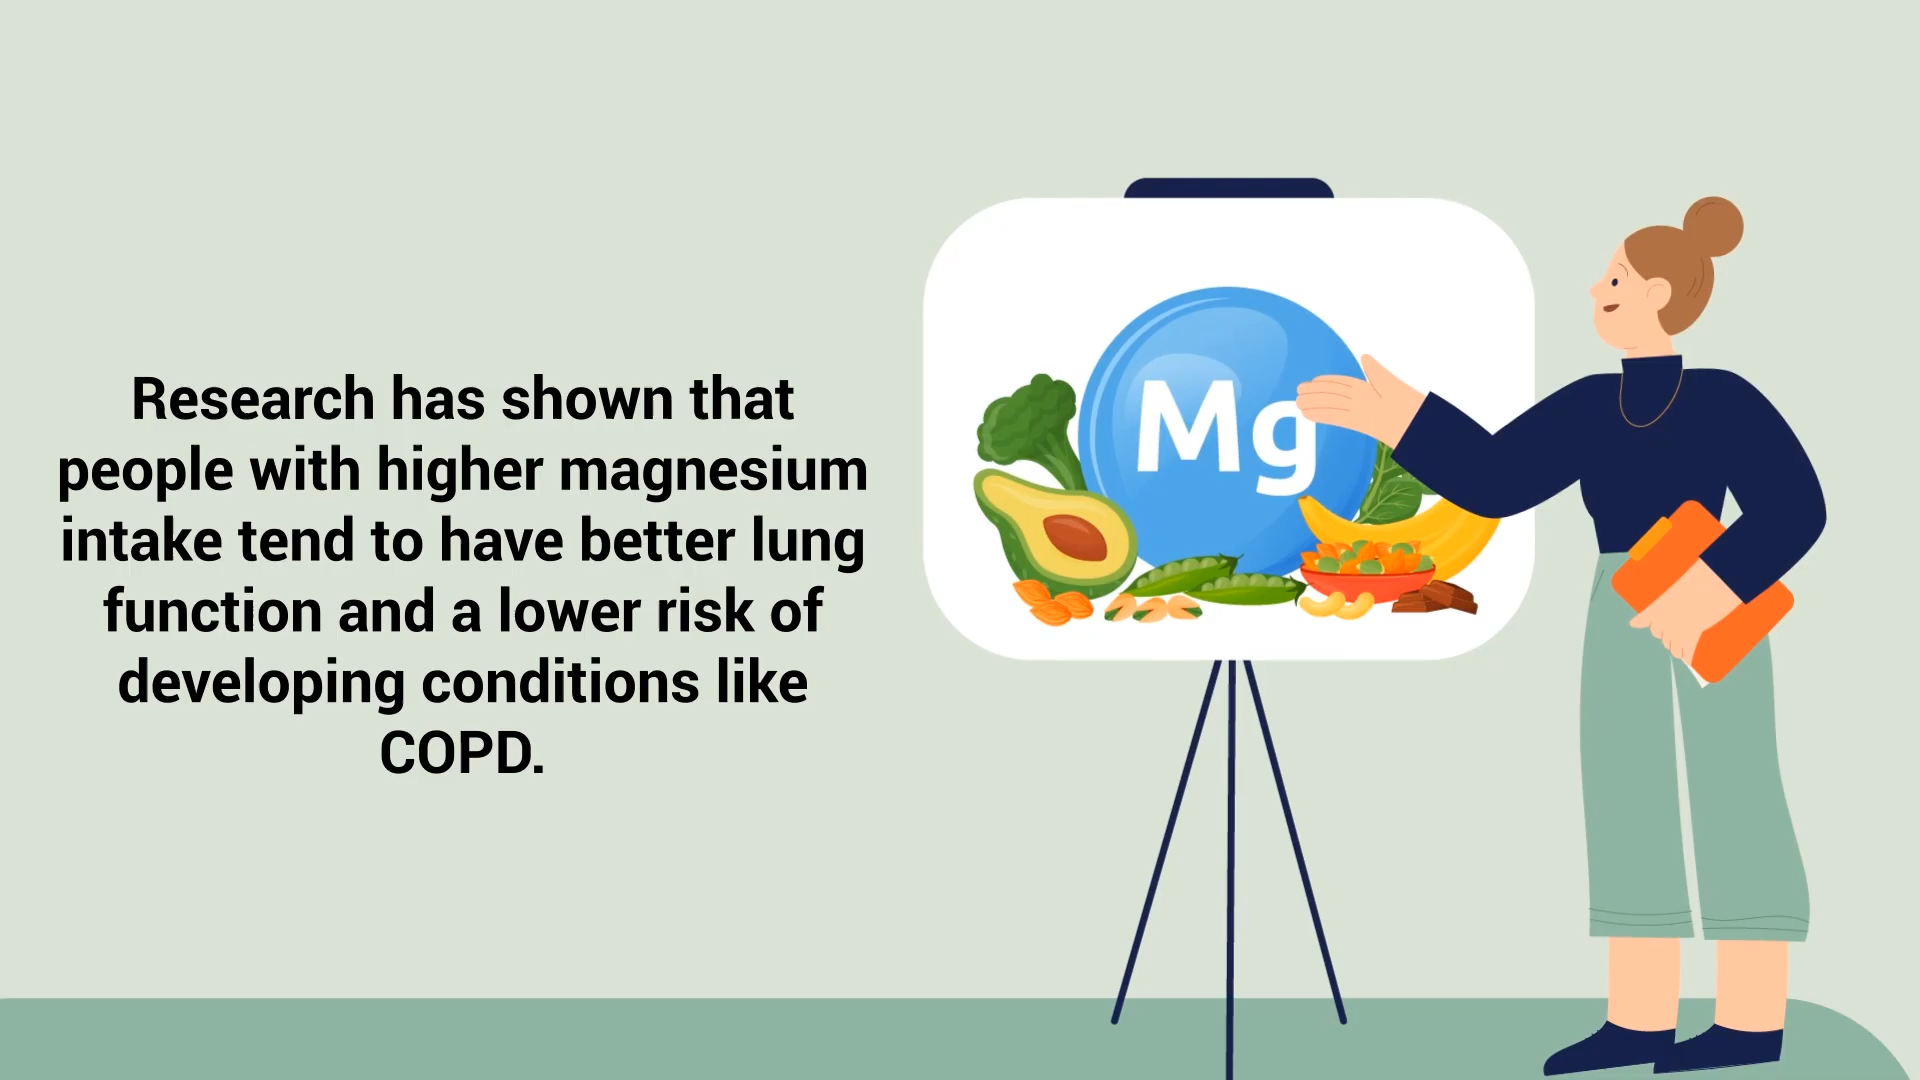 Research has shown that
people with higher magnesium
intake tend to have better lung
function and a lower risk of
developing conditions like
COPD.
Mg